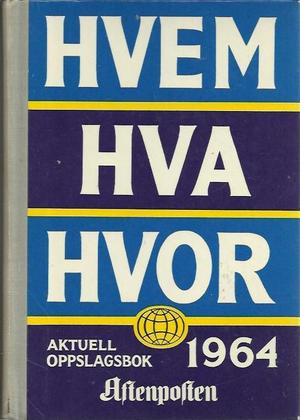 HVEM
HVA
HVOR
AKTUELL
OPPSLAGSBOK 1964
Aftenposten